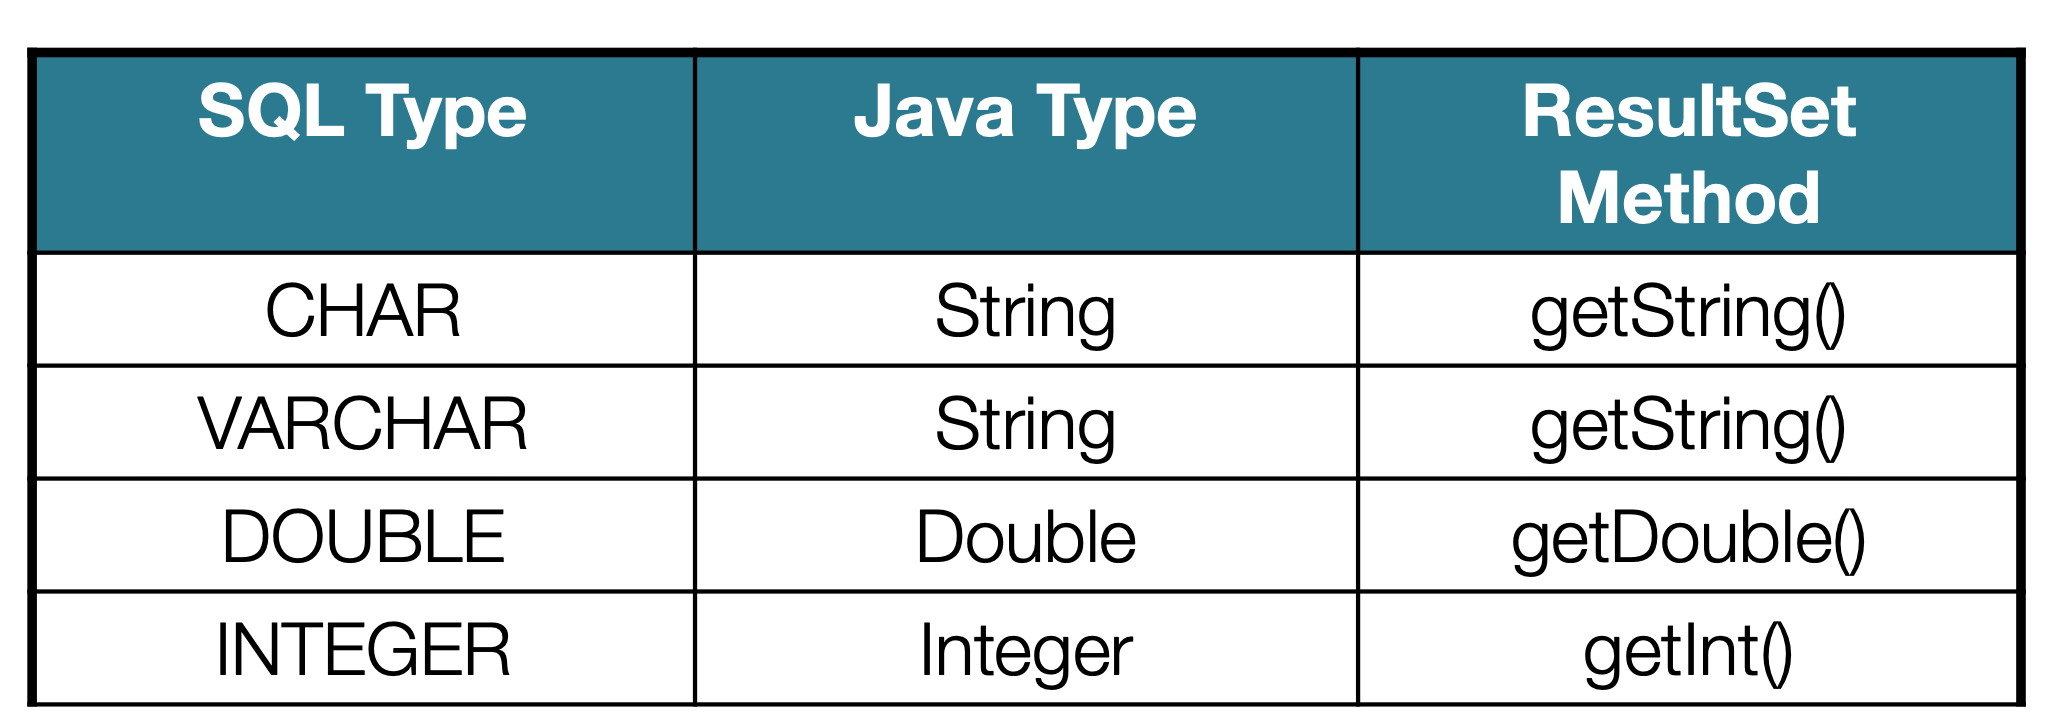 SQL Type Java Type ResultSet
Method
CHAR String getString()
VARCHAR String getString()
DOUBLE Double getDouble()
INTEGER Integer getInt()